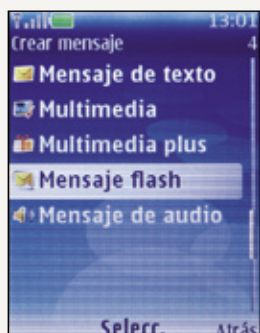 13:01
Crear mensaje 4
Mensaje de texto
Multimedia
Multimedia plus
Mensaje flash
Mensaje de audio
Selecc. Atrás